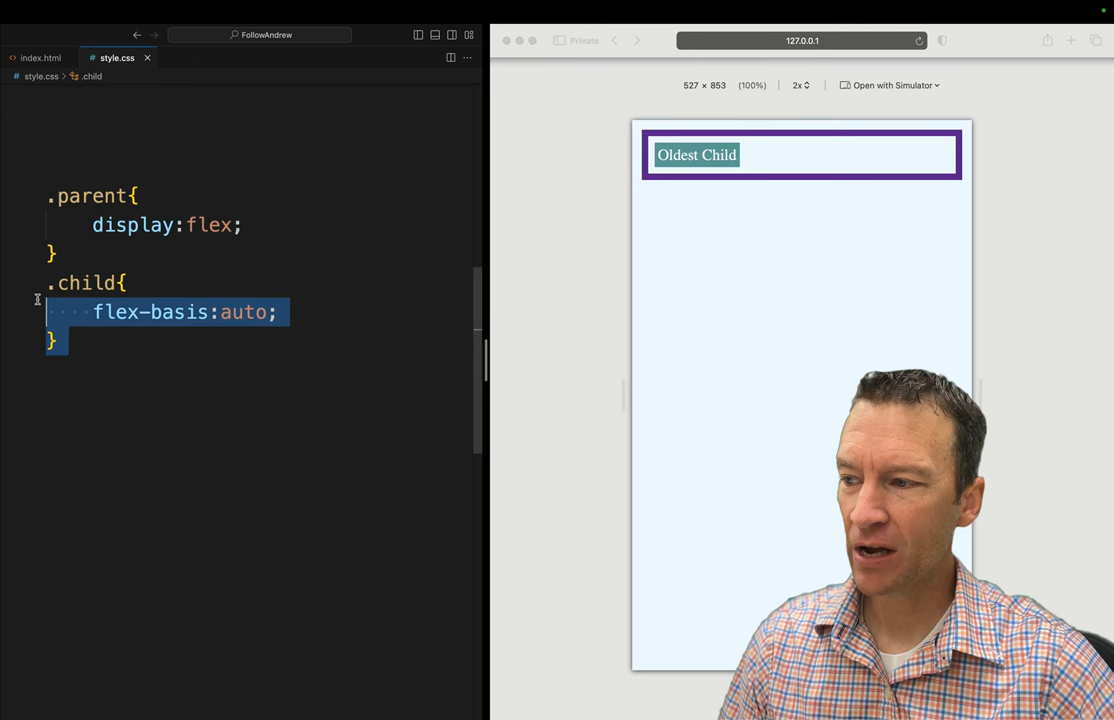 FollowAndrew
index.html
# style.css
# style.css > .child
.parent{
display:flex;
}
.child{
flex-basis:auto;
}
Private
127.0.0.1
527 × 853 (100%) 2x Open with Simulator
Oldest Child